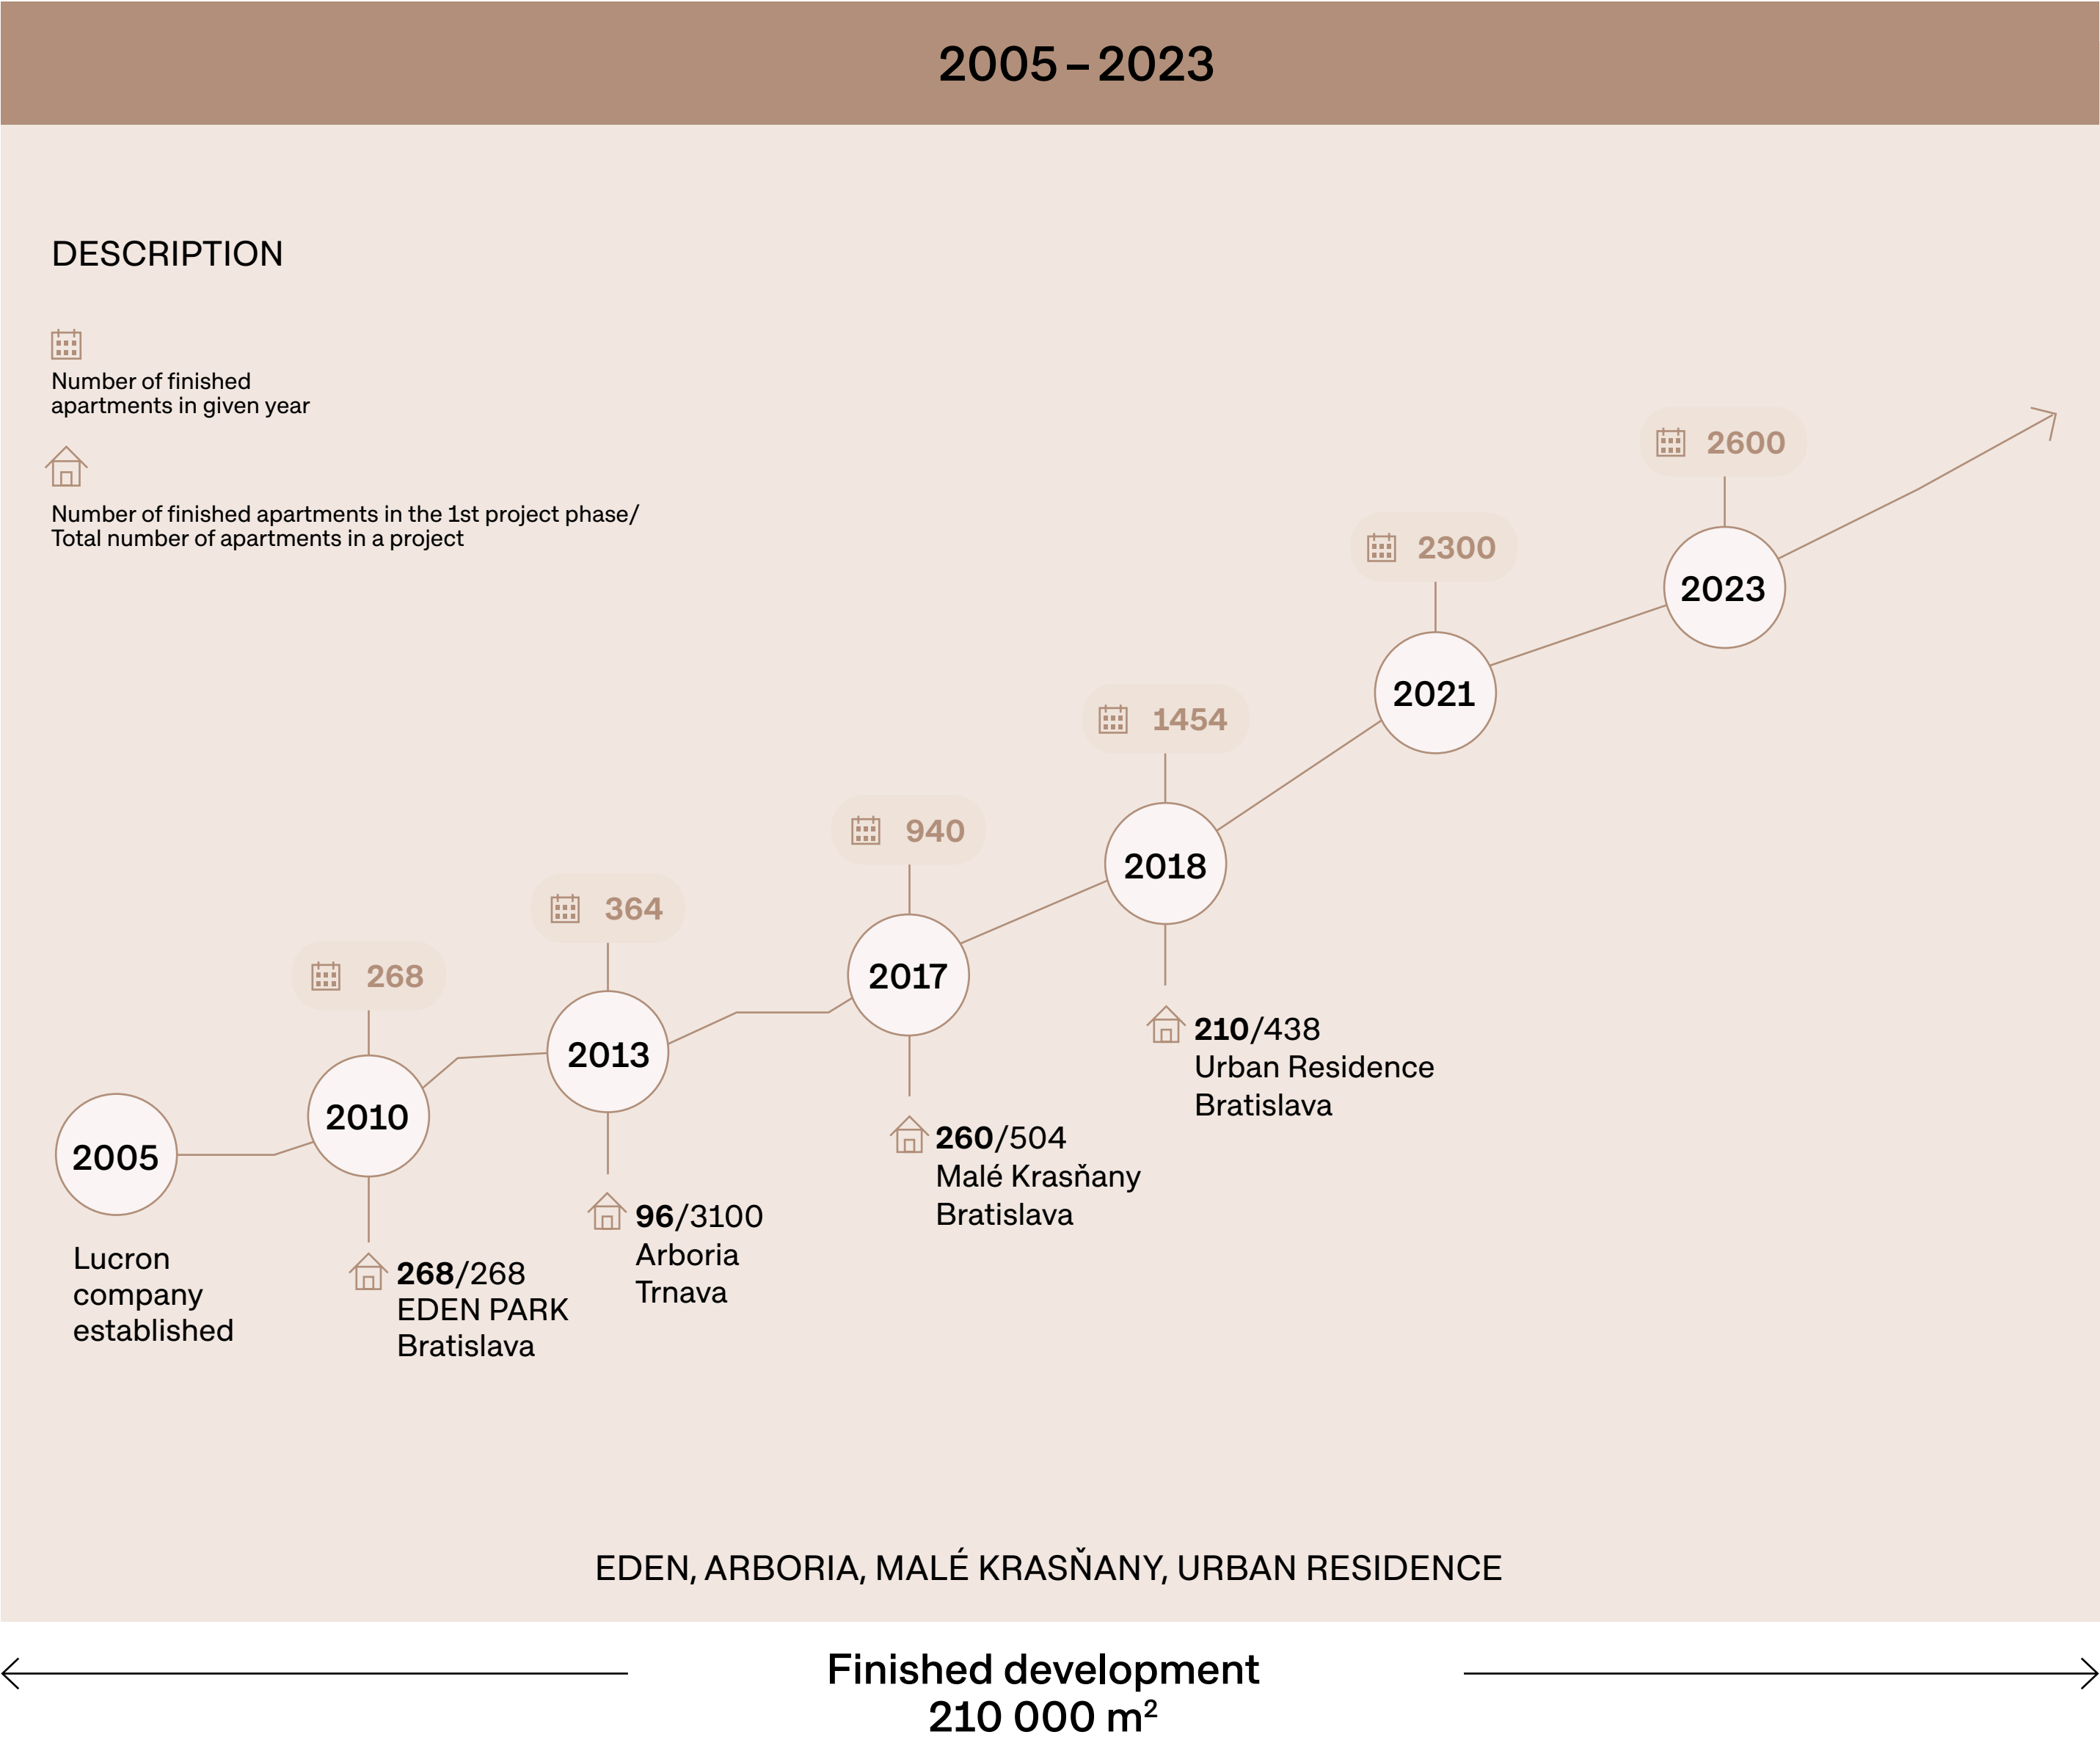 2005 – 2023
DESCRIPTION
Number of finished
apartments in given year
Number of finished apartments in the 1st project phase/
Total number of apartments in a project
2005
Lucron
company
established
268
2010
268/268
EDEN PARK
Bratislava
364
2013
96/3100
Arboria
Trnava
940
2017
260/504
Malé Krasňany
Bratislava
1454
2018
210/438
Urban Residence
Bratislava
2300
2021
2600
2023
EDEN, ARBORIA, MALÉ KRASŇANY, URBAN RESIDENCE
Finished development
210 000 m²